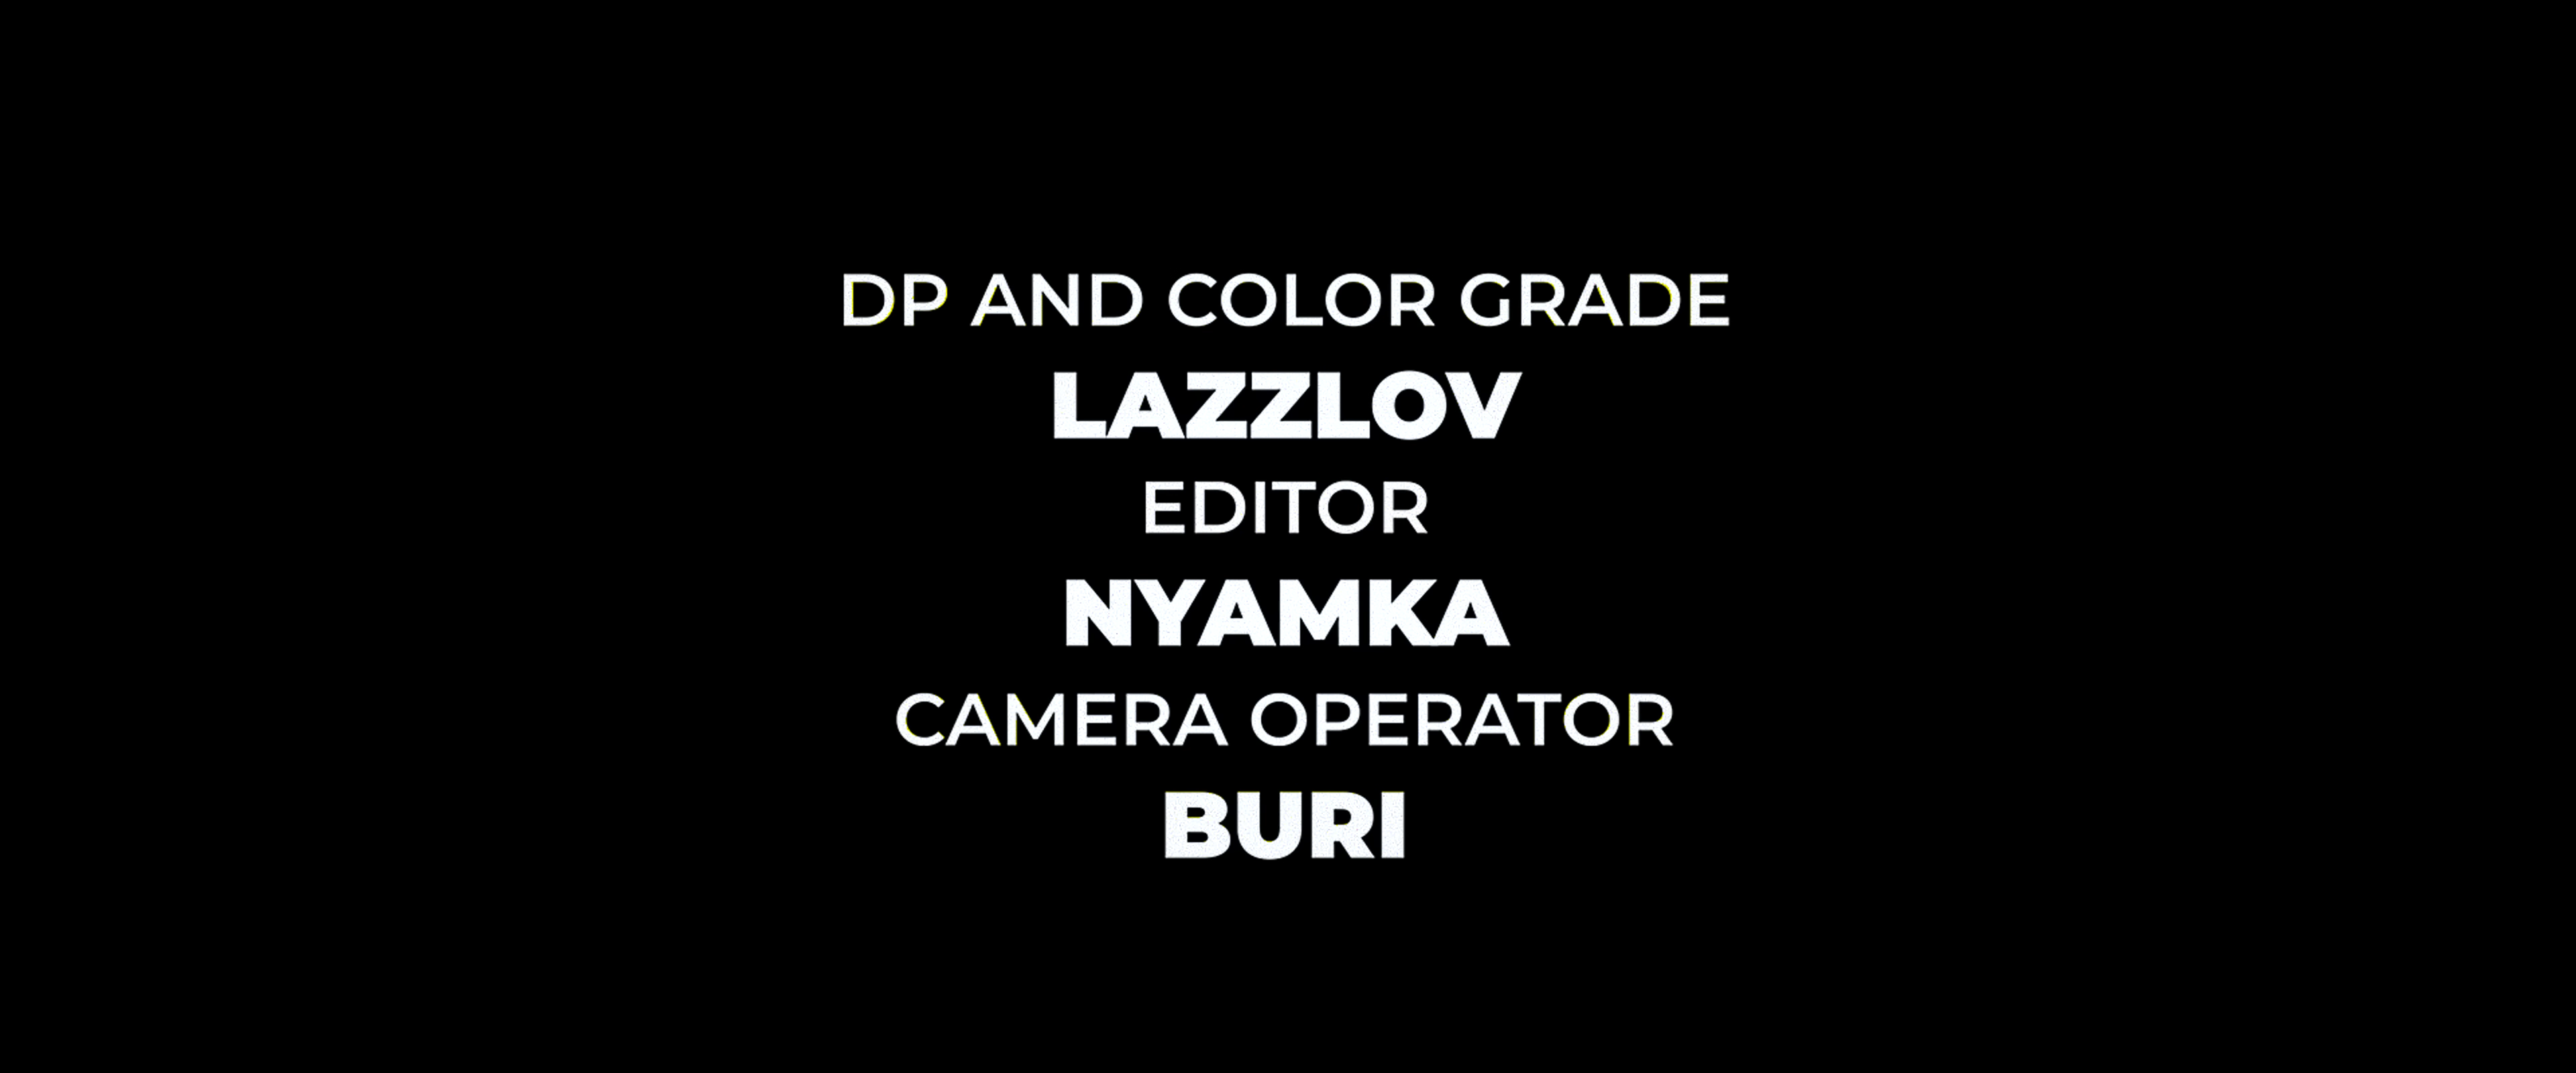 DP AND COLOR GRADE
LAZZLOV
EDITOR
NYAMKA
CAMERA OPERATOR
BURI